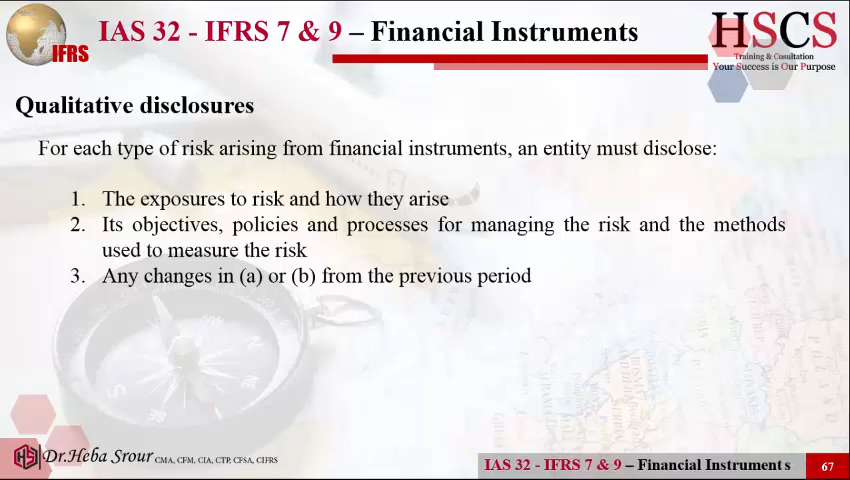 IFRS
IAS 32 - IFRS 7 & 9 – Financial Instruments
HSCS
Training & Cosultation
Your Success is Our Purpose
Qualitative disclosures
For each type of risk arising from financial instruments, an entity must disclose:
1. The exposures to risk and how they arise
2. Its objectives, policies and processes for managing the risk and the methods
used to measure the risk
3. Any changes in (a) or (b) from the previous period
Dr.Heba Srour CMA, CFM, CIA, CTP, CFSA, CIFRS
IAS 32 - IFRS 7 & 9 – Financial Instruments 67